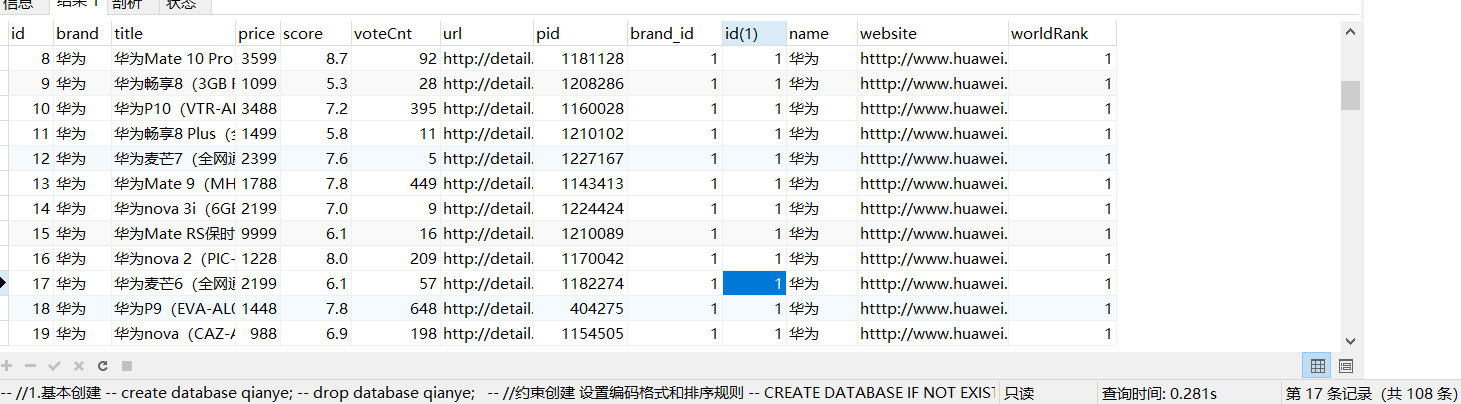 信息 结果 1 剖析 状态
id brand title price score voteCnt url pid brand_id id(1) name website worldRank
8 华为 华为Mate 10 Pro 3599 8.7 92 http://detail. 1181128 1 1 华为 htttp://www.huawei. 1
9 华为 华为畅享8（3GB 1099 5.3 28 http://detail. 1208286 1 1 华为 htttp://www.huawei. 1
10 华为 华为P10（VTR-Al 3488 7.2 395 http://detail. 1160028 1 1 华为 htttp://www.huawei. 1
11 华为 华为畅享8 Plus（全 1499 5.8 11 http://detail. 1210102 1 1 华为 htttp://www.huawei. 1
12 华为 华为麦芒7（全网通 2399 7.6 5 http://detail. 1227167 1 1 华为 htttp://www.huawei. 1
13 华为 华为Mate 9（MH 1788 7.8 449 http://detail. 1143413 1 1 华为 htttp://www.huawei. 1
14 华为 华为nova 3i（6GB 2199 7.0 9 http://detail. 1224424 1 1 华为 htttp://www.huawei. 1
15 华为 华为Mate RS保时 9999 6.1 16 http://detail. 1210089 1 1 华为 htttp://www.huawei. 1
16 华为 华为nova 2（PIC- 1228 8.0 209 http://detail. 1170042 1 1 华为 htttp://www.huawei. 1
17 华为 华为麦芒6（全网通 2199 6.1 57 http://detail. 1182274 1 1 华为 htttp://www.huawei. 1
18 华为 华为P9（EVA-AL0 1448 7.8 648 http://detail. 404275 1 1 华为 htttp://www.huawei. 1
19 华为 华为nova（CAZ-A 988 6.9 198 http://detail. 1154505 1 1 华为 htttp://www.huawei. 1
-- //1.基本创建 -- create database qianye; -- drop database qianye; -- //约束创建 设置编码格式和排序规则 -- CREATE DATABASE IF NOT EXIST 只读 查询时间: 0.281s 第 17 条记录 (共 108 条)